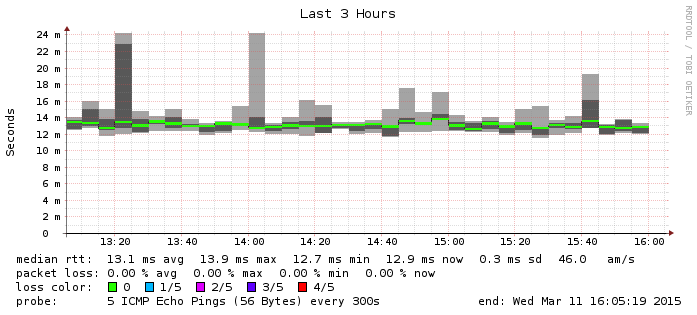 Last 3 Hours
RRDTOOL / TOBI OETIKER
Seconds
24 m
22 m
20 m
18 m
16 m
14 m
12 m
10 m
8 m
6 m
4 m
2 m
0
13:20 13:40 14:00 14:20 14:40 15:00 15:20 15:40 16:00
median rtt: 13.1 ms avg 13.9 ms max 12.7 ms min 12.9 ms now 0.3 ms sd 46.0 am/s
packet loss: 0.00 % avg 0.00 % max 0.00 % min 0.00 % now
loss color: 0 1/5 2/5 3/5 4/5
probe: 5 ICMP Echo Pings (56 Bytes) every 300s end: Wed Mar 11 16:05:19 2015